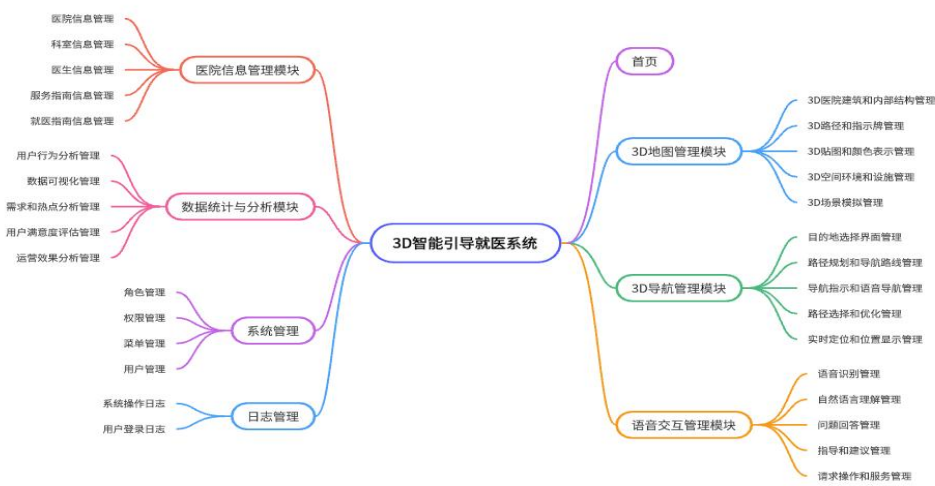 3D智能引导就医系统
医院信息管理模块
医院信息管理
科室信息管理
医生信息管理
服务指南信息管理
就医指南信息管理
数据统计与分析模块
用户行为分析管理
数据可视化管理
需求和热点分析管理
用户满意度评估管理
运营效果分析管理
系统管理
角色管理
权限管理
菜单管理
用户管理
日志管理
系统操作日志
用户登录日志
首页
3D地图管理模块
3D医院建筑和内部结构管理
3D路径和指示牌管理
3D贴图和颜色表示管理
3D空间环境和设施管理
3D场景模拟管理
3D导航管理模块
目的地选择界面管理
路径规划和导航路线管理
导航指示和语音导航管理
路径选择和优化管理
实时定位和位置显示管理
语音交互管理模块
语音识别管理
自然语言理解管理
问题回答管理
指导和建议管理
请求操作和服务管理